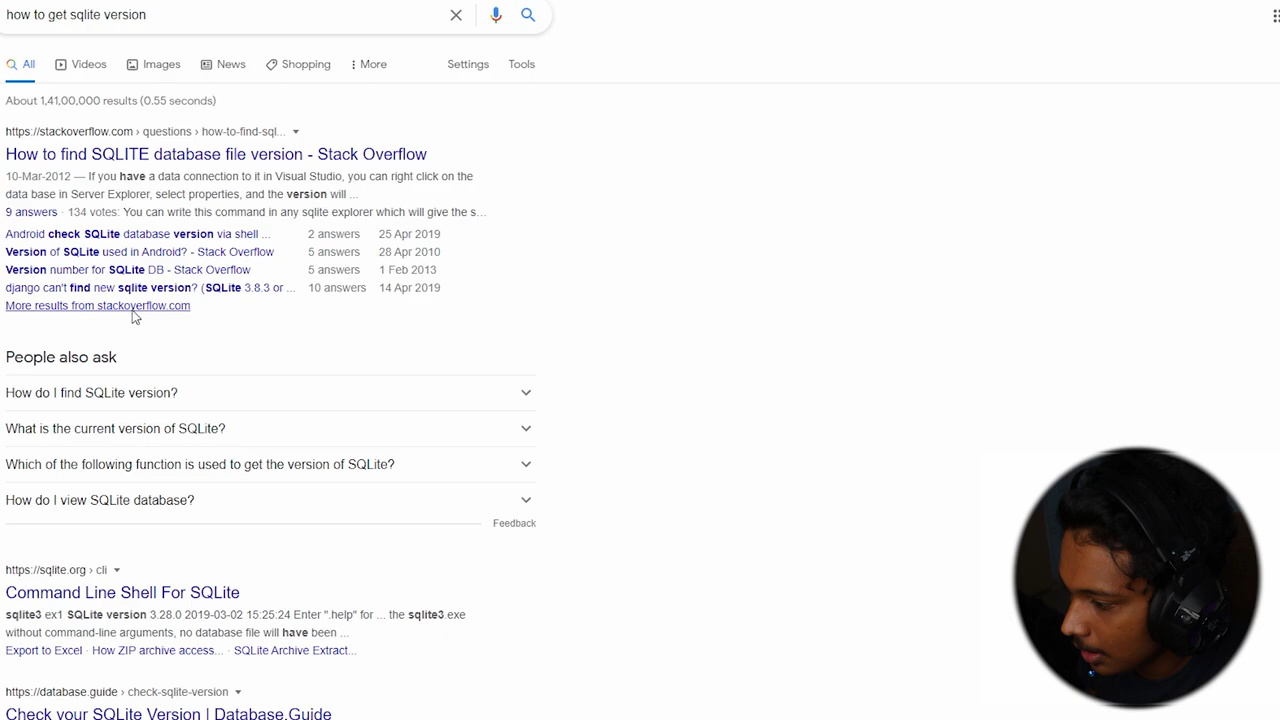 how to get sqlite version
All
Videos
Images
News
Shopping
More
Settings
Tools
About 1,41,00,000 results (0.55 seconds)
https://stackoverflow.com › questions › how-to-find-sql...
How to find SQLITE database file version - Stack Overflow
10-Mar-2012 — If you have a data connection to it in Visual Studio, you can right click on the
data base in Server Explorer, select properties, and the version will ...
9 answers · 134 votes: You can write this command in any sqlite explorer which will give the s...
Android check SQLite database version via shell ... 2 answers 25 Apr 2019
Version of SQLite used in Android? - Stack Overflow 5 answers 28 Apr 2010
Version number for SQLite DB - Stack Overflow 5 answers 1 Feb 2013
django can't find new sqlite version? (SQLite 3.8.3 or ... 10 answers 14 Apr 2019
More results from stackoverflow.com
People also ask
How do I find SQLite version?
What is the current version of SQLite?
Which of the following function is used to get the version of SQLite?
How do I view SQLite database?
Feedback
https://sqlite.org › cli
Command Line Shell For SQLite
sqlite3 ex1 SQLite version 3.28.0 2019-03-02 15:25:24 Enter ".help" for ... the sqlite3.exe
without command-line arguments, no database file will have been ...
Export to Excel · How ZIP archive access... · SQLite Archive Extract...
https://database.guide › check-sqlite-version
Check your SQLite Version | Database.Guide